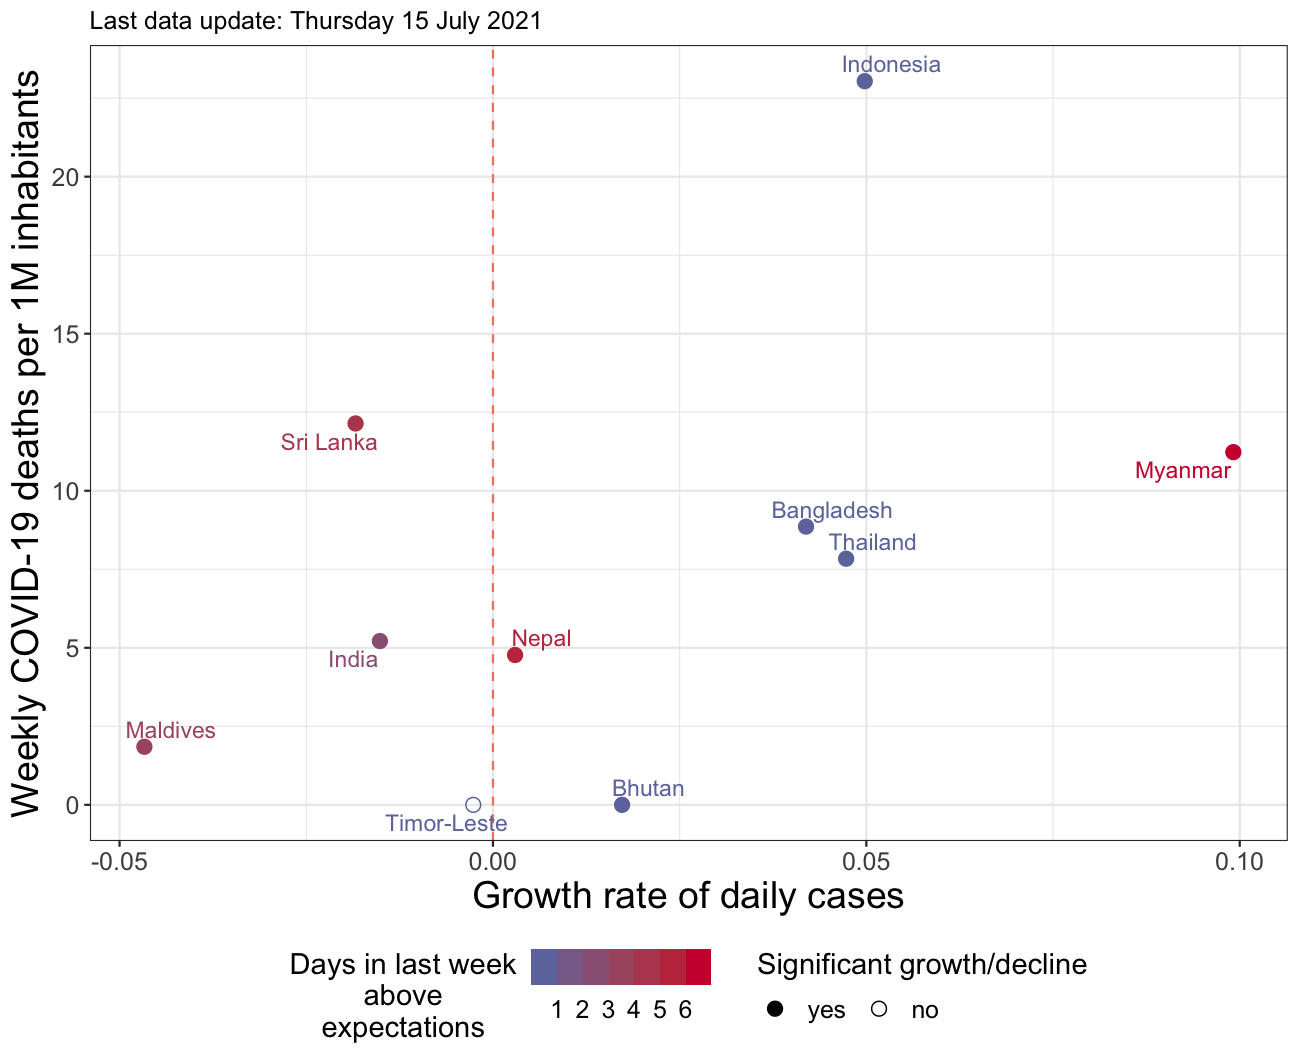 Last data update: Thursday 15 July 2021
Weekly COVID-19 deaths per 1M inhabitants
20
15
10
5
0
Indonesia
Sri Lanka
Myanmar
Bangladesh
Thailand
Nepal
India
Maldives
Bhutan
Timor-Leste
-0.05 0.00 0.05 0.10
Growth rate of daily cases
Days in last week
above
expectations
1 2 3 4 5 6
Significant growth/decline
yes no